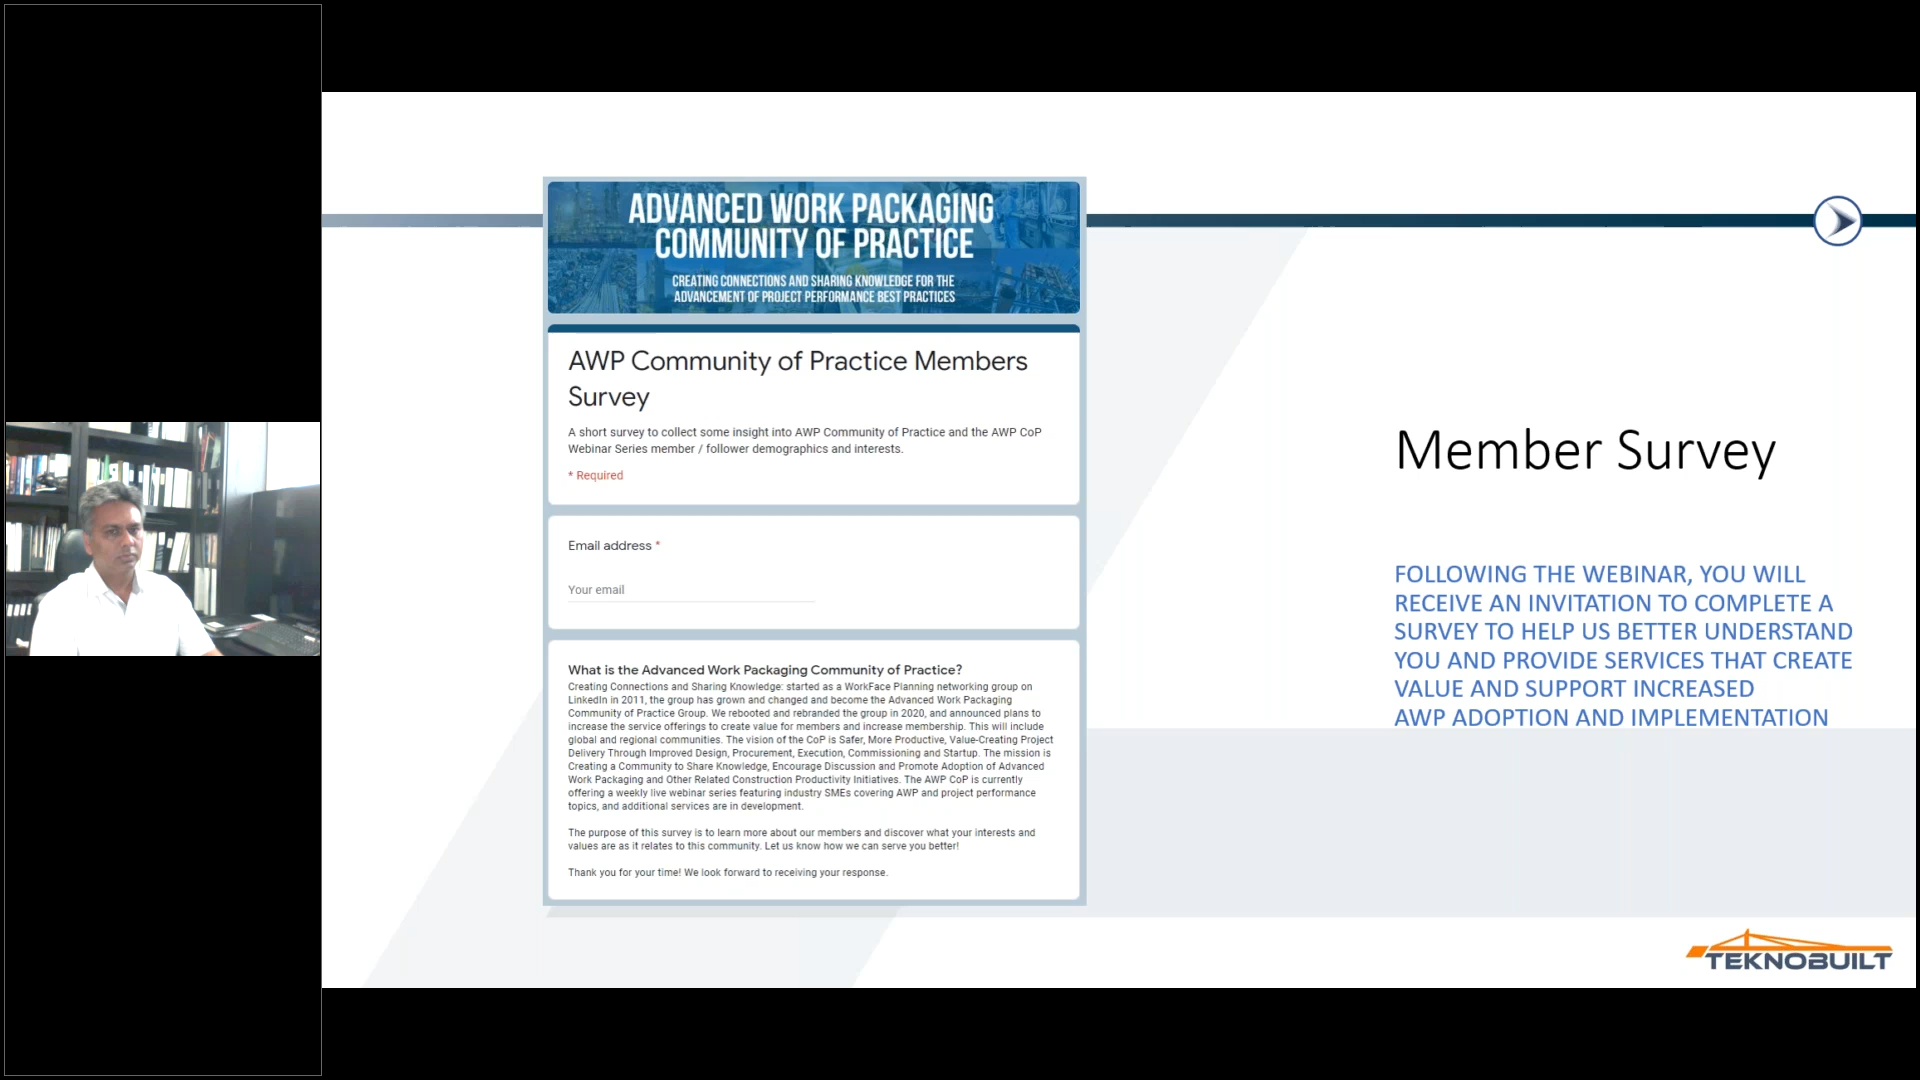 ADVANCED WORK PACKAGING
COMMUNITY OF PRACTICE
CREATING CONNECTIONS AND SHARING KNOWLEDGE FOR THE
ADVANCEMENT OF PROJECT PERFORMANCE BEST PRACTICES
AWP Community of Practice Members
Survey
A short survey to collect some insight into AWP Community of Practice and the AWP CoP
Webinar Series member / follower demographics and interests.
* Required
Email address *
Your email
What is the Advanced Work Packaging Community of Practice?
Creating Connections and Sharing Knowledge: started as a WorkFace Planning networking group on
LinkedIn in 2011, the group has grown and changed and become the Advanced Work Packaging
Community of Practice Group. We rebooted and rebranded the group in 2020, and announced plans to
increase the service offerings to create value for members and increase membership. This will include
global and regional communities. The vision of the CoP is Safer, More Productive, Value-Creating Project
Delivery Through Improved Design, Procurement, Execution, Commissioning and Startup. The mission is
Creating a Community to Share Knowledge, Encourage Discussion and Promote Adoption of Advanced
Work Packaging and Other Related Construction Productivity Initiatives. The AWP CoP is currently
offering a weekly live webinar series featuring industry SMEs covering AWP and project performance
topics, and additional services are in development.
The purpose of this survey is to learn more about our members and discover what your interests and
values are as it relates to this community. Let us know how we can serve you better!
Thank you for your time! We look forward to receiving your response.
Member Survey
FOLLOWING THE WEBINAR, YOU WILL
RECEIVE AN INVITATION TO COMPLETE A
SURVEY TO HELP US BETTER UNDERSTAND
YOU AND PROVIDE SERVICES THAT CREATE
VALUE AND SUPPORT INCREASED
AWP ADOPTION AND IMPLEMENTATION
TEKNOBUILT